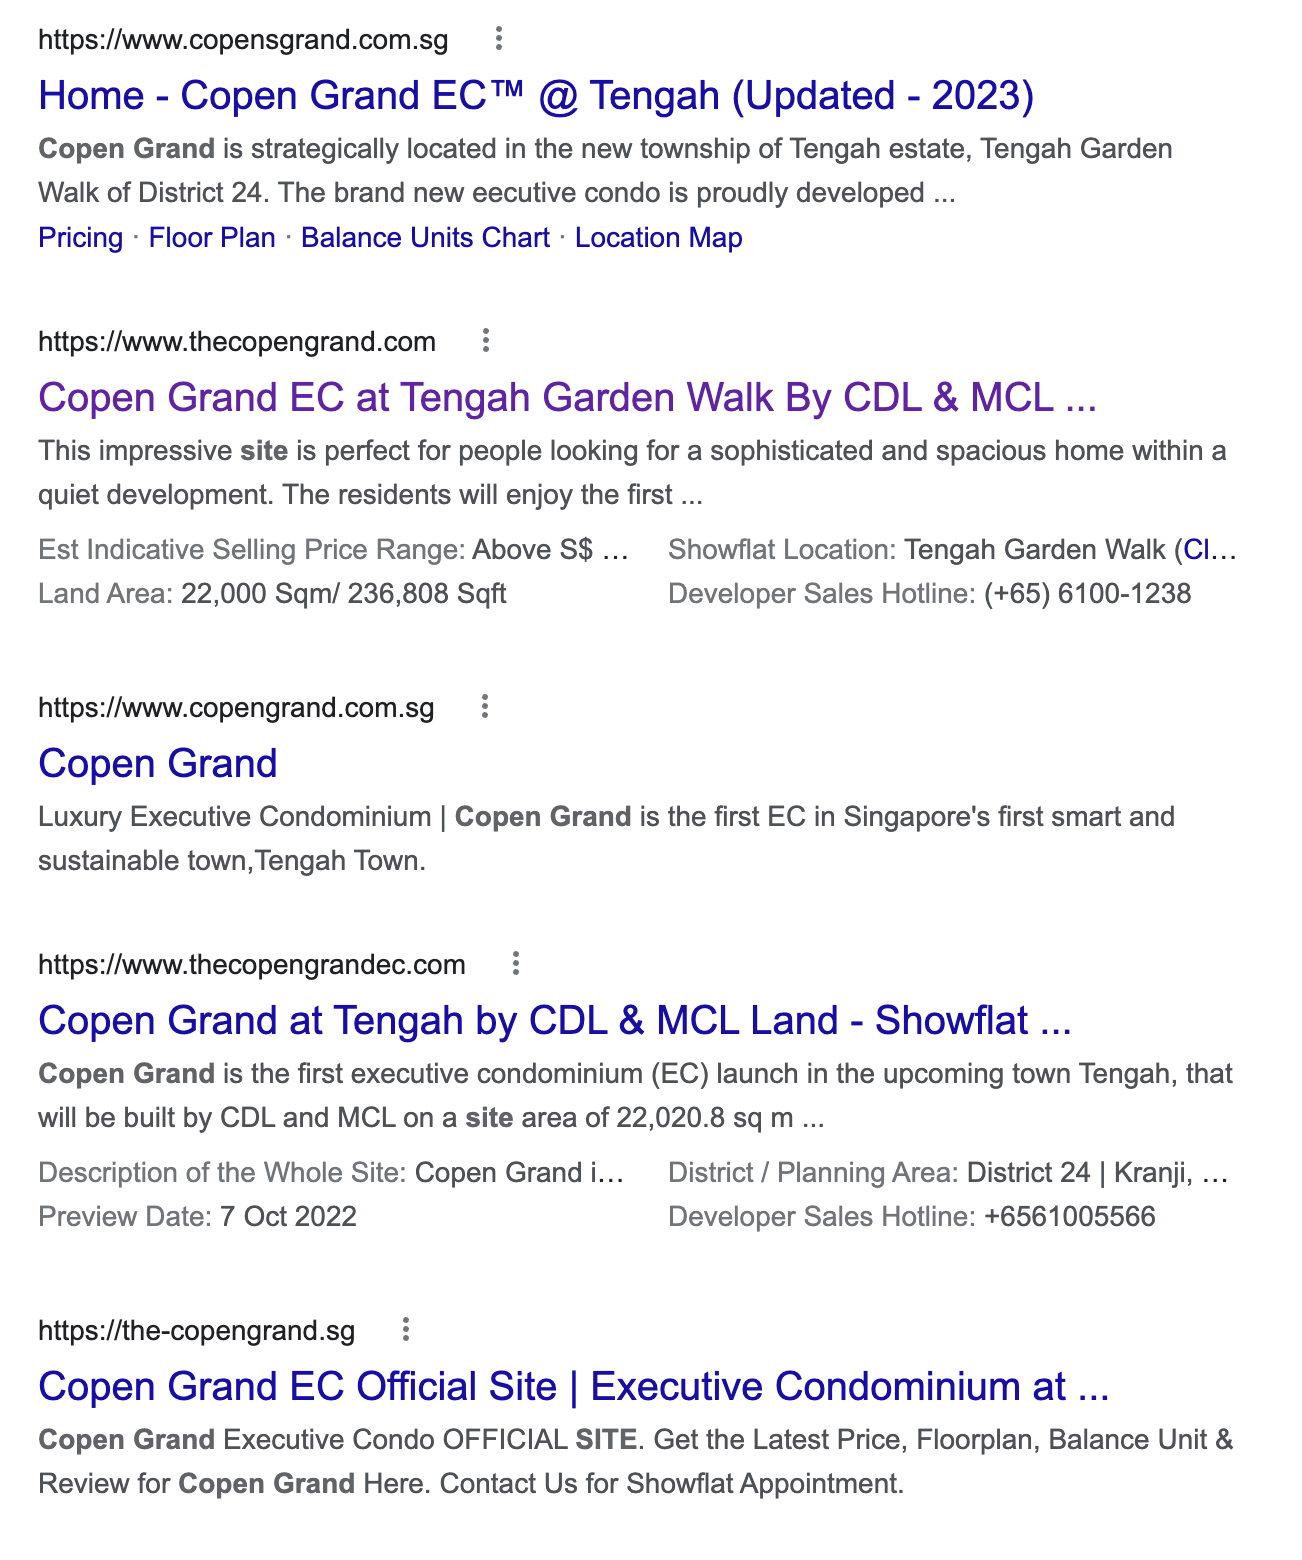 https://www.copensgrand.com.sg
Home - Copen Grand EC™ @ Tengah (Updated - 2023)
Copen Grand is strategically located in the new township of Tengah estate, Tengah Garden
Walk of District 24. The brand new eecutive condo is proudly developed ...
Pricing · Floor Plan · Balance Units Chart · Location Map
https://www.thecopengrand.com
Copen Grand EC at Tengah Garden Walk By CDL & MCL ...
This impressive site is perfect for people looking for a sophisticated and spacious home within a
quiet development. The residents will enjoy the first ...
Est Indicative Selling Price Range: Above S$ ... Showflat Location: Tengah Garden Walk (Cl...
Land Area: 22,000 Sqm/ 236,808 Sqft Developer Sales Hotline: (+65) 6100-1238
https://www.copengrand.com.sg
Copen Grand
Luxury Executive Condominium | Copen Grand is the first EC in Singapore's first smart and
sustainable town,Tengah Town.
https://www.thecopengrandec.com
Copen Grand at Tengah by CDL & MCL Land - Showflat ...
Copen Grand is the first executive condominium (EC) launch in the upcoming town Tengah, that
will be built by CDL and MCL on a site area of 22,020.8 sq m ...
Description of the Whole Site: Copen Grand i... District / Planning Area: District 24 | Kranji, ...
Preview Date: 7 Oct 2022 Developer Sales Hotline: +6561005566
https://the-copengrand.sg
Copen Grand EC Official Site | Executive Condominium at ...
Copen Grand Executive Condo OFFICIAL SITE. Get the Latest Price, Floorplan, Balance Unit &
Review for Copen Grand Here. Contact Us for Showflat Appointment.